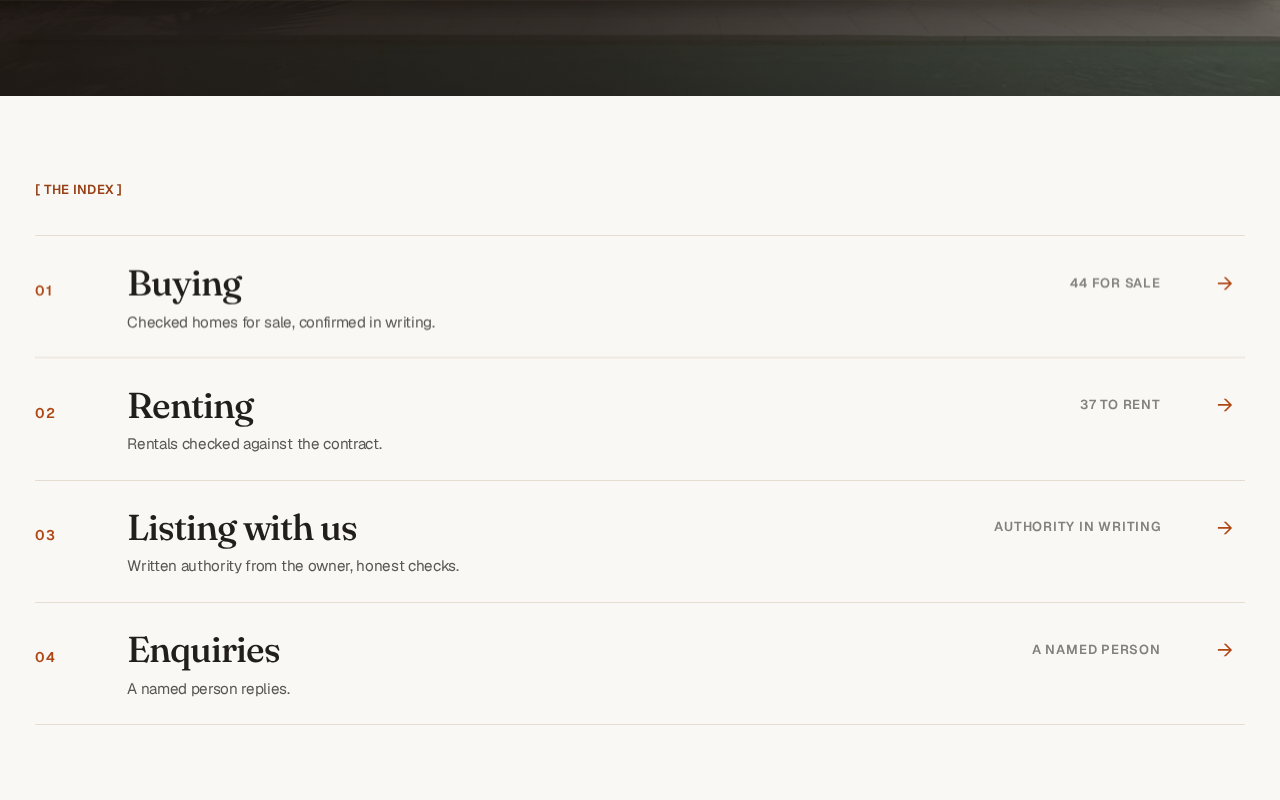 [ THE INDEX ]
01
Buying
44 FOR SALE
Checked homes for sale, confirmed in writing.
02
Renting
37 TO RENT
Rentals checked against the contract.
03
Listing with us
AUTHORITY IN WRITING
Written authority from the owner, honest checks.
04
Enquiries
A NAMED PERSON
A named person replies.